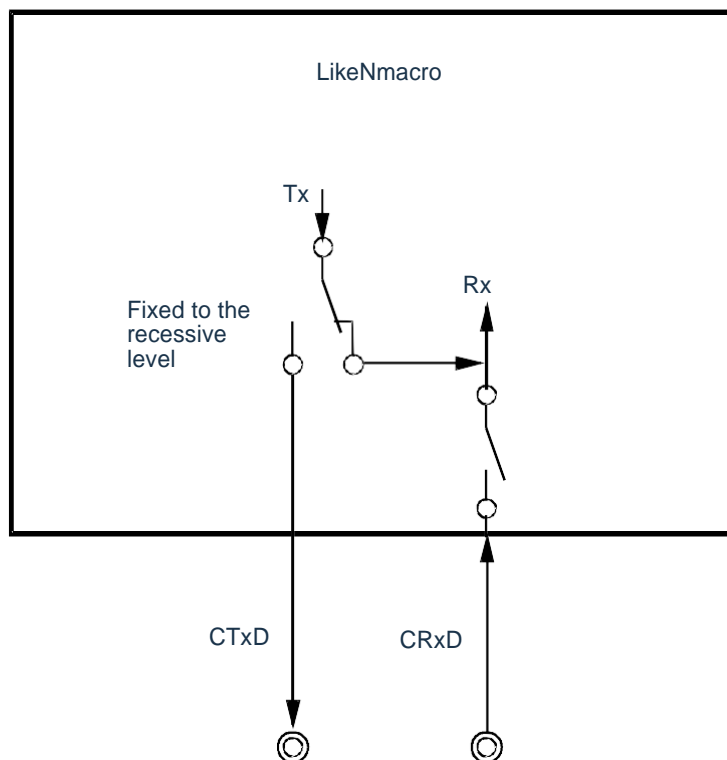 LikeNmacro
Tx
Rx
Fixed to the
recessive
level
CTxD
CRxD